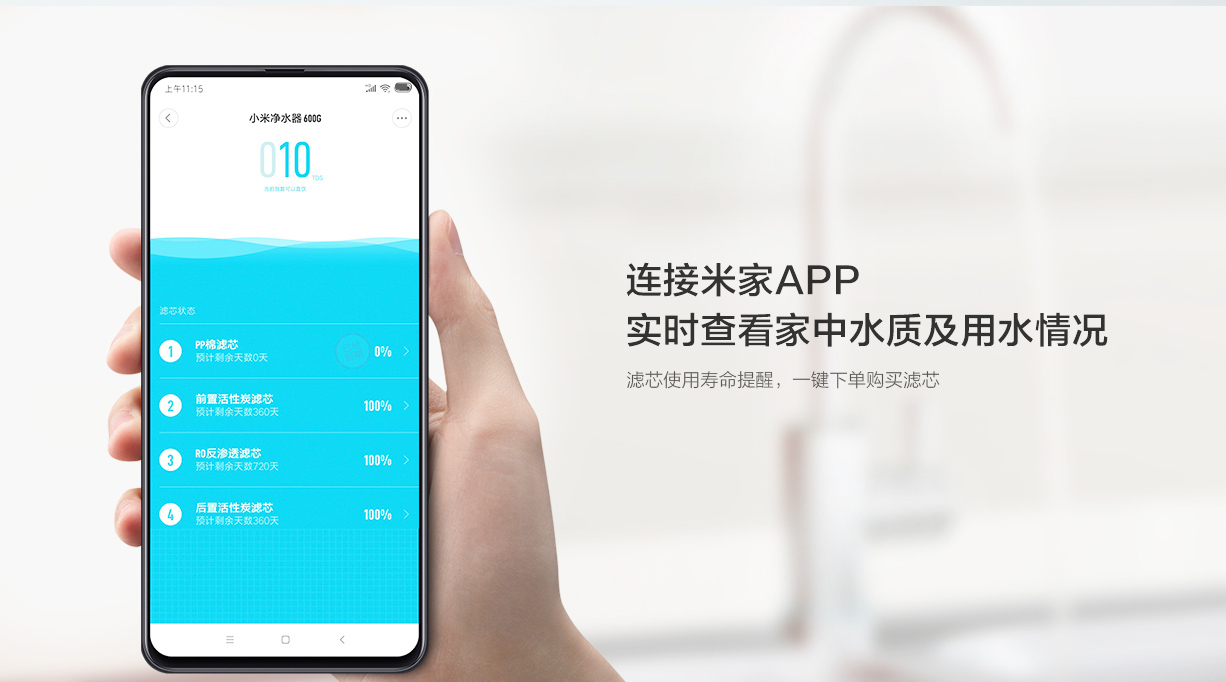 上午11:15
小米净水器600G
010
TDS
滤芯状态
1
PP棉滤芯
预计剩余天数0天
0%
2
前置活性炭滤芯
预计剩余天数360天
100%
3
RO反渗透滤芯
预计剩余天数720天
100%
4
后置活性炭滤芯
预计剩余天数360天
100%
连接米家APP
实时查看家中水质及用水情况
滤芯使用寿命提醒，一键下单购买滤芯